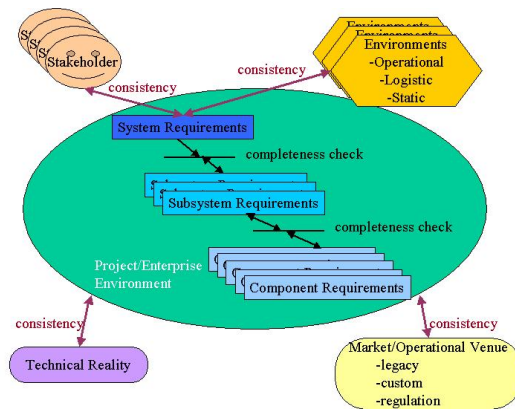 Stakeholder
Environments
-Operational
-Logistic
-Static
consistency
consistency
System Requirements
completeness check
Subsystem Requirements
completeness check
Project/Enterprise
Environment
Component Requirements
consistency
consistency
Technical Reality
Market/Operational Venue
-legacy
-custom
-regulation